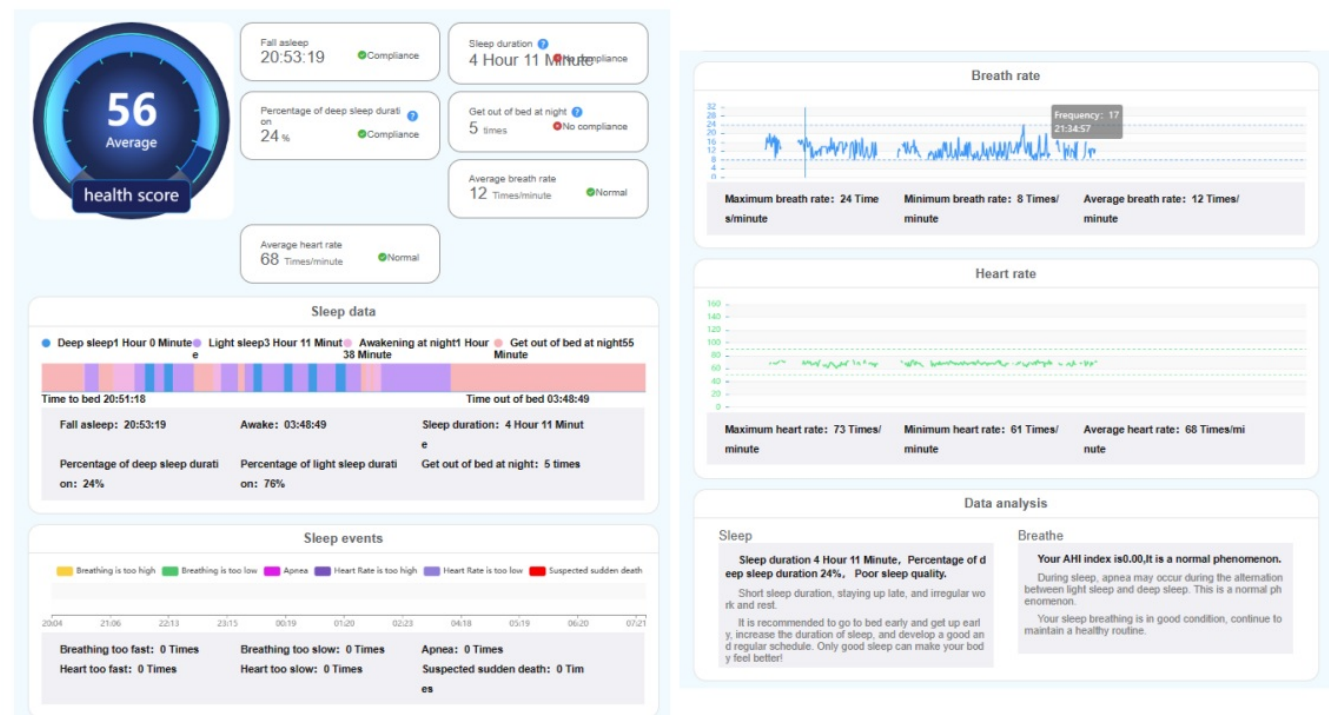 56
Average
health score
Fall asleep
20:53:19
Compliance
Sleep duration ?
4 Hour 11 Minute
No compliance
Percentage of deep sleep durati
on
?
24 %
Compliance
Get out of bed at night ?
5 times
No compliance
Average breath rate
12 Times/minute
Normal
Average heart rate
68 Times/minute
Normal
Sleep data
Deep sleep1 Hour 0 Minute
Light sleep3 Hour 11 Minut
e
Awakening at night1 Hour
38 Minute
Get out of bed at night55
Minute
Time to bed 20:51:18
Time out of bed 03:48:49
Fall asleep: 20:53:19
Awake: 03:48:49
Sleep duration: 4 Hour 11 Minut
e
Percentage of deep sleep durati
on: 24%
Percentage of light sleep durati
on: 76%
Get out of bed at night: 5 times
Sleep events
Breathing is too high
Breathing is too low
Apnea
Heart Rate is too high
Heart Rate is too low
Suspected sudden death
20:04 21:06 22:13 23:15 00:19 01:20 02:23 04:18 05:19 06:20 07:21
Breathing too fast: 0 Times
Breathing too slow: 0 Times
Apnea: 0 Times
Heart too fast: 0 Times
Heart too slow: 0 Times
Suspected sudden death: 0 Tim
es
Breath rate
32
28
24
20
16
12
8
4
0
Frequency: 17
21:34:57
Maximum breath rate: 24 Time
s/minute
Minimum breath rate: 8 Times/
minute
Average breath rate: 12 Times/
minute
Heart rate
160
140
120
100
80
60
40
20
0
Maximum heart rate: 73 Times/
minute
Minimum heart rate: 61 Times/
minute
Average heart rate: 68 Times/mi
nute
Data analysis
Sleep
Sleep duration 4 Hour 11 Minute, Percentage of d
eep sleep duration 24%, Poor sleep quality.
Short sleep duration, staying up late, and irregular wo
rk and rest.
It is recommended to go to bed early and get up earl
y, increase the duration of sleep, and develop a good an
d regular schedule. Only good sleep can make your bod
y feel better!
Breathe
Your AHI index is0.00,It is a normal phenomenon.
During sleep, apnea may occur during the alternation
between light sleep and deep sleep. This is a normal ph
enomenon.
Your sleep breathing is in good condition, continue to
maintain a healthy routine.